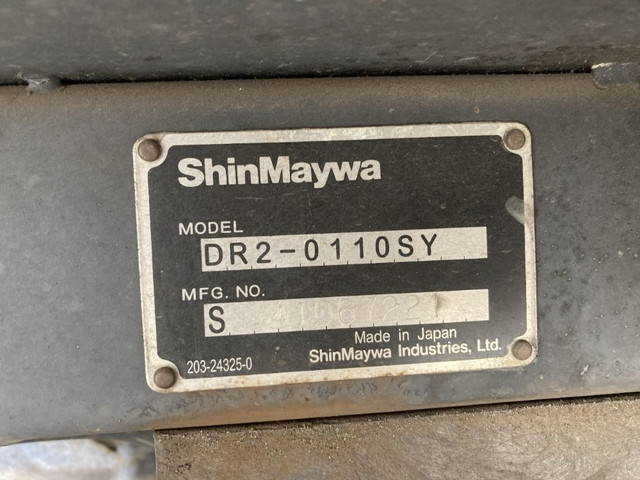 ShinMaywa
MODEL
DR2-0110SY
MFG. NO.
S
Made in Japan
203-24325-0
ShinMaywa Industries, Ltd.